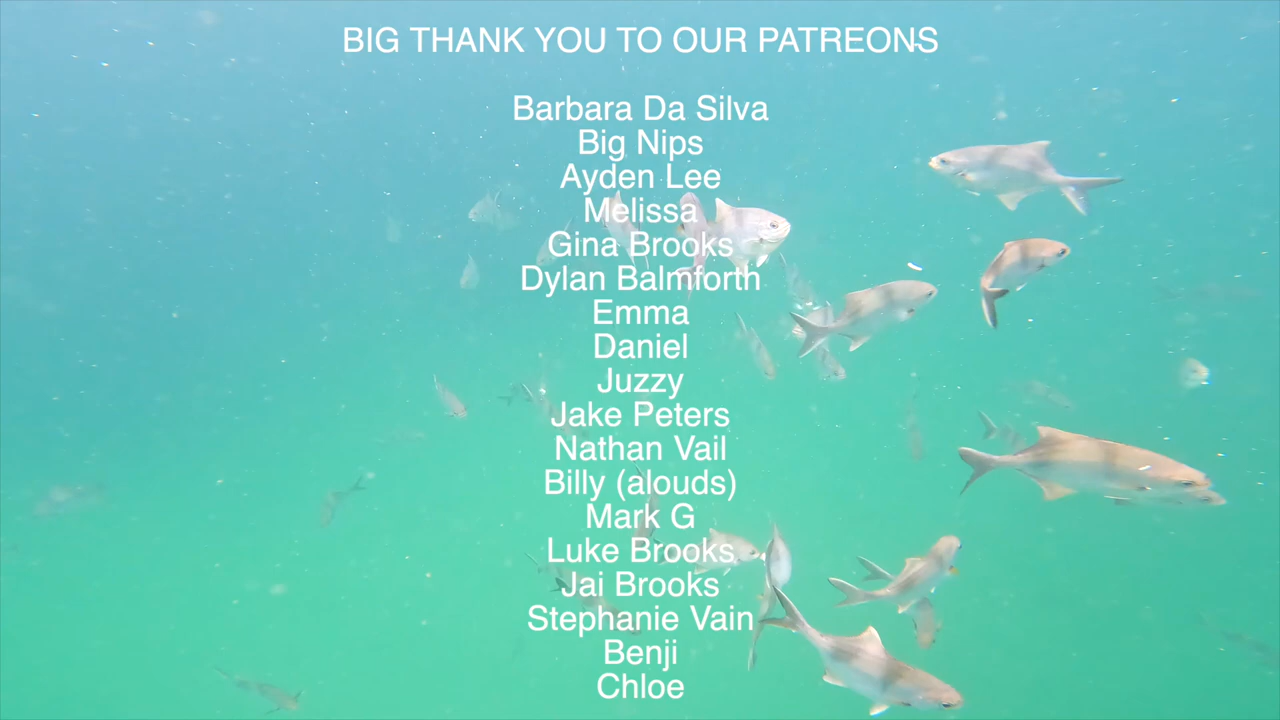 BIG THANK YOU TO OUR PATREONS
Barbara Da Silva
Big Nips
Ayden Lee
Melissa
Gina Brooks
Dylan Balmforth
Emma
Daniel
Juzzy
Jake Peters
Nathan Vail
Billy (alouds)
Mark G
Luke Brooks
Jai Brooks
Stephanie Vain
Benji
Chloe